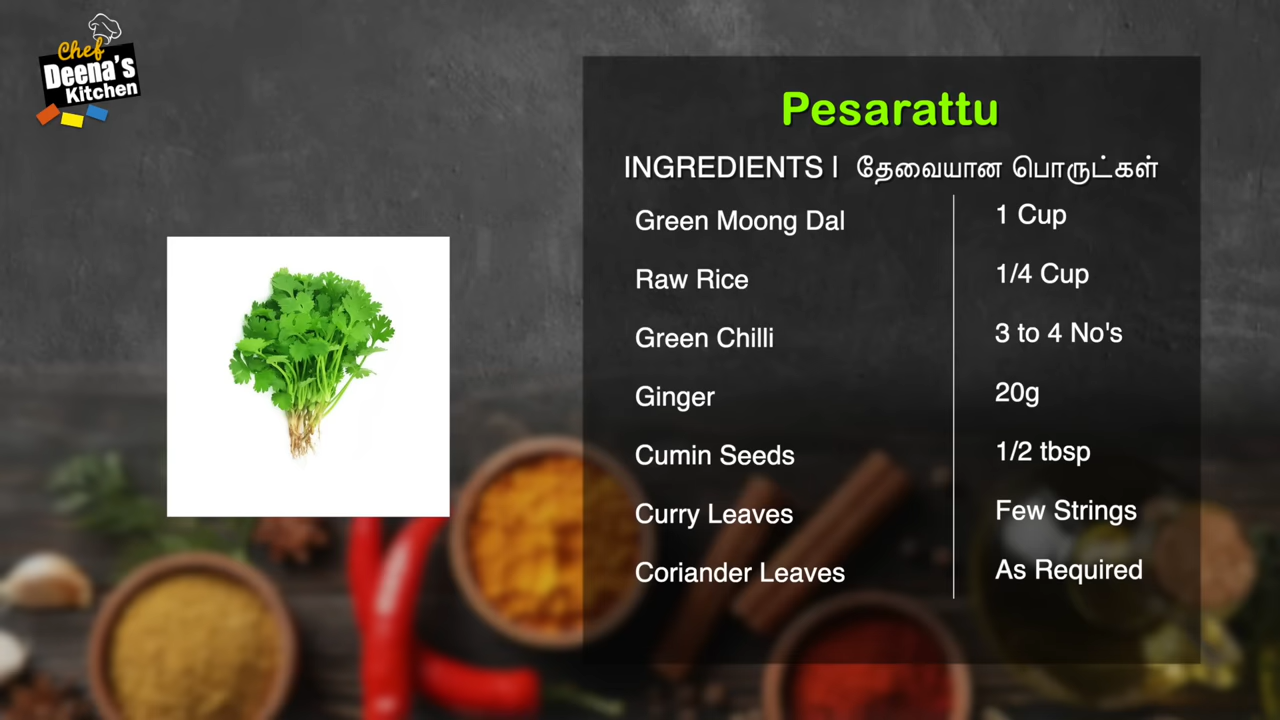 Chef
Deena's
Kitchen
Pesarattu
INGREDIENTS | தேவையான பொருட்கள்
Green Moong Dal 1 Cup
Raw Rice 1/4 Cup
Green Chilli 3 to 4 No's
Ginger 20g
Cumin Seeds 1/2 tbsp
Curry Leaves Few Strings
Coriander Leaves As Required